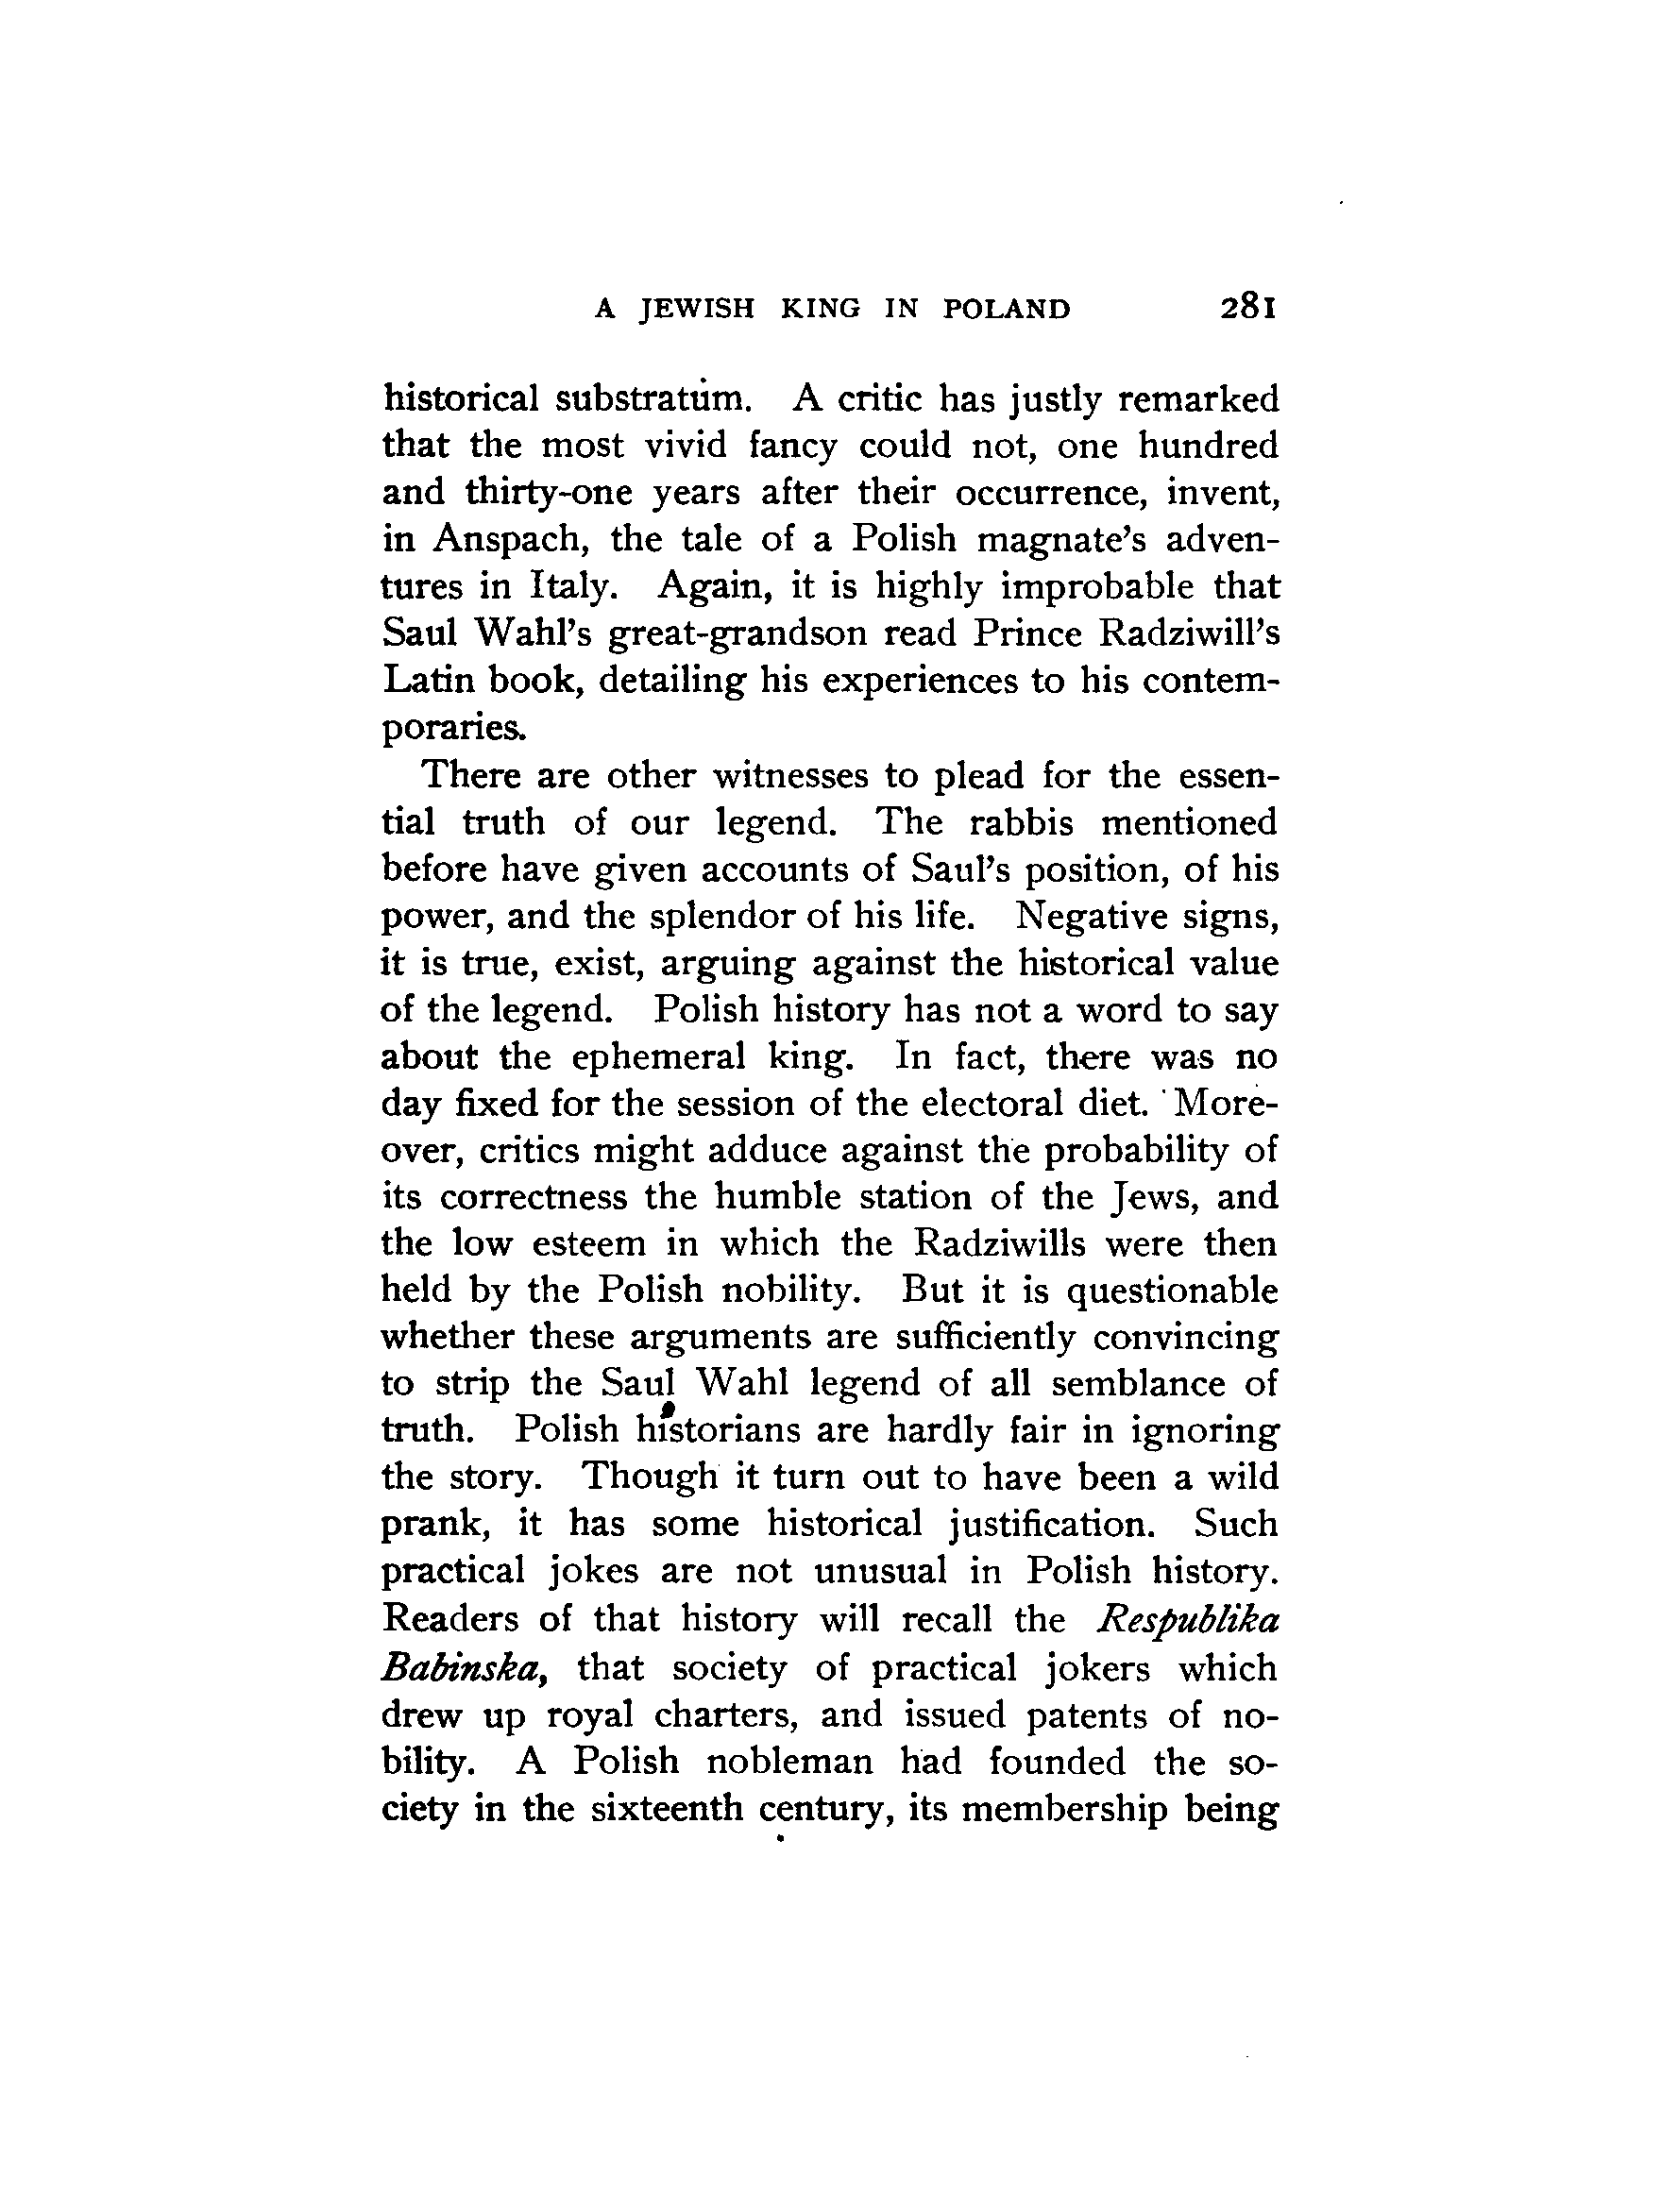 A JEWISH KING IN POLAND 281
historical substratum. A critic has justly remarked
that the most vivid fancy could not, one hundred
and thirty-one years after their occurrence, invent,
in Anspach, the tale of a Polish magnate's adven-
tures in Italy. Again, it is highly improbable that
Saul Wahl's great-grandson read Prince Radziwill's
Latin book, detailing his experiences to his contem-
poraries.
There are other witnesses to plead for the essen-
tial truth of our legend. The rabbis mentioned
before have given accounts of Saul's position, of his
power, and the splendor of his life. Negative signs,
it is true, exist, arguing against the historical value
of the legend. Polish history has not a word to say
about the ephemeral king. In fact, there was no
day fixed for the session of the electoral diet. More-
over, critics might adduce against the probability of
its correctness the humble station of the Jews, and
the low esteem in which the Radziwills were then
held by the Polish nobility. But it is questionable
whether these arguments are sufficiently convincing
to strip the Saul Wahl legend of all semblance of
truth. Polish historians are hardly fair in ignoring
the story. Though it turn out to have been a wild
prank, it has some historical justification. Such
practical jokes are not unusual in Polish history.
Readers of that history will recall the Respublika
Babinska, that society of practical jokers which
drew up royal charters, and issued patents of no-
bility. A Polish nobleman had founded the so-
ciety in the sixteenth century, its membership being